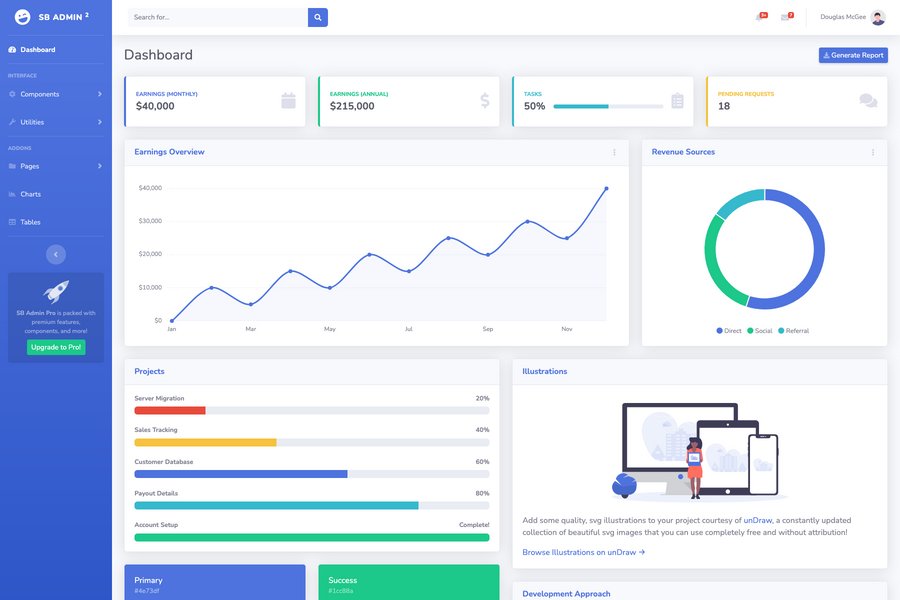 SB ADMIN 2
Dashboard
INTERFACE
Components
Utilities
ADDONS
Pages
Charts
Tables
SB Admin Pro is packed with
premium features,
components, and more!
Upgrade to Pro!
Search for...
3+
7
Douglas McGee
Dashboard
Generate Report
EARNINGS (MONTHLY)
$40,000
EARNINGS (ANNUAL)
$215,000
TASKS
50%
PENDING REQUESTS
18
Earnings Overview
$40,000
$30,000
$20,000
$10,000
$0
Jan Mar May Jul Sep Nov
Revenue Sources
Direct Social Referral
Projects
Server Migration 20%
Sales Tracking 40%
Customer Database 60%
Payout Details 80%
Account Setup Complete!
Primary
#4e73df
Success
#1cc88a
Illustrations
Add some quality, svg illustrations to your project courtesy of unDraw, a constantly updated
collection of beautiful svg images that you can use completely free and without attribution!
Browse Illustrations on unDraw →
Development Approach